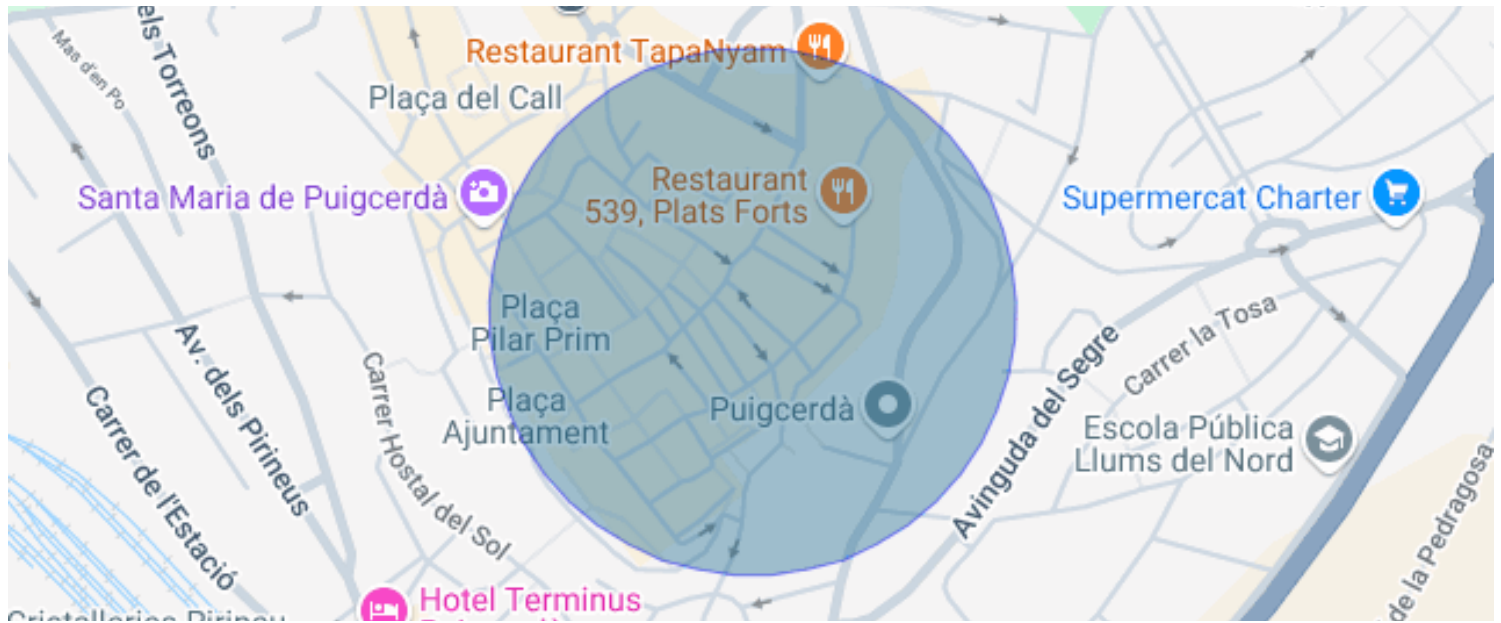 Mas d'en Po
els Torreons
Restaurant TapaNyam
Plaça del Call
Santa Maria de Puigcerdà
Restaurant
539, Plats Forts
Supermercat Charter
Plaça
Pilar Prim
Av. dels Pirineus
Carrer Hostal del Sol
Carrer de l'Estació
Plaça
Ajuntament
Puigcerdà
Avinguda del Segre
Carrer la Tosa
Escola Pública
Llums del Nord
de la Pedragosa
Hotel Terminus